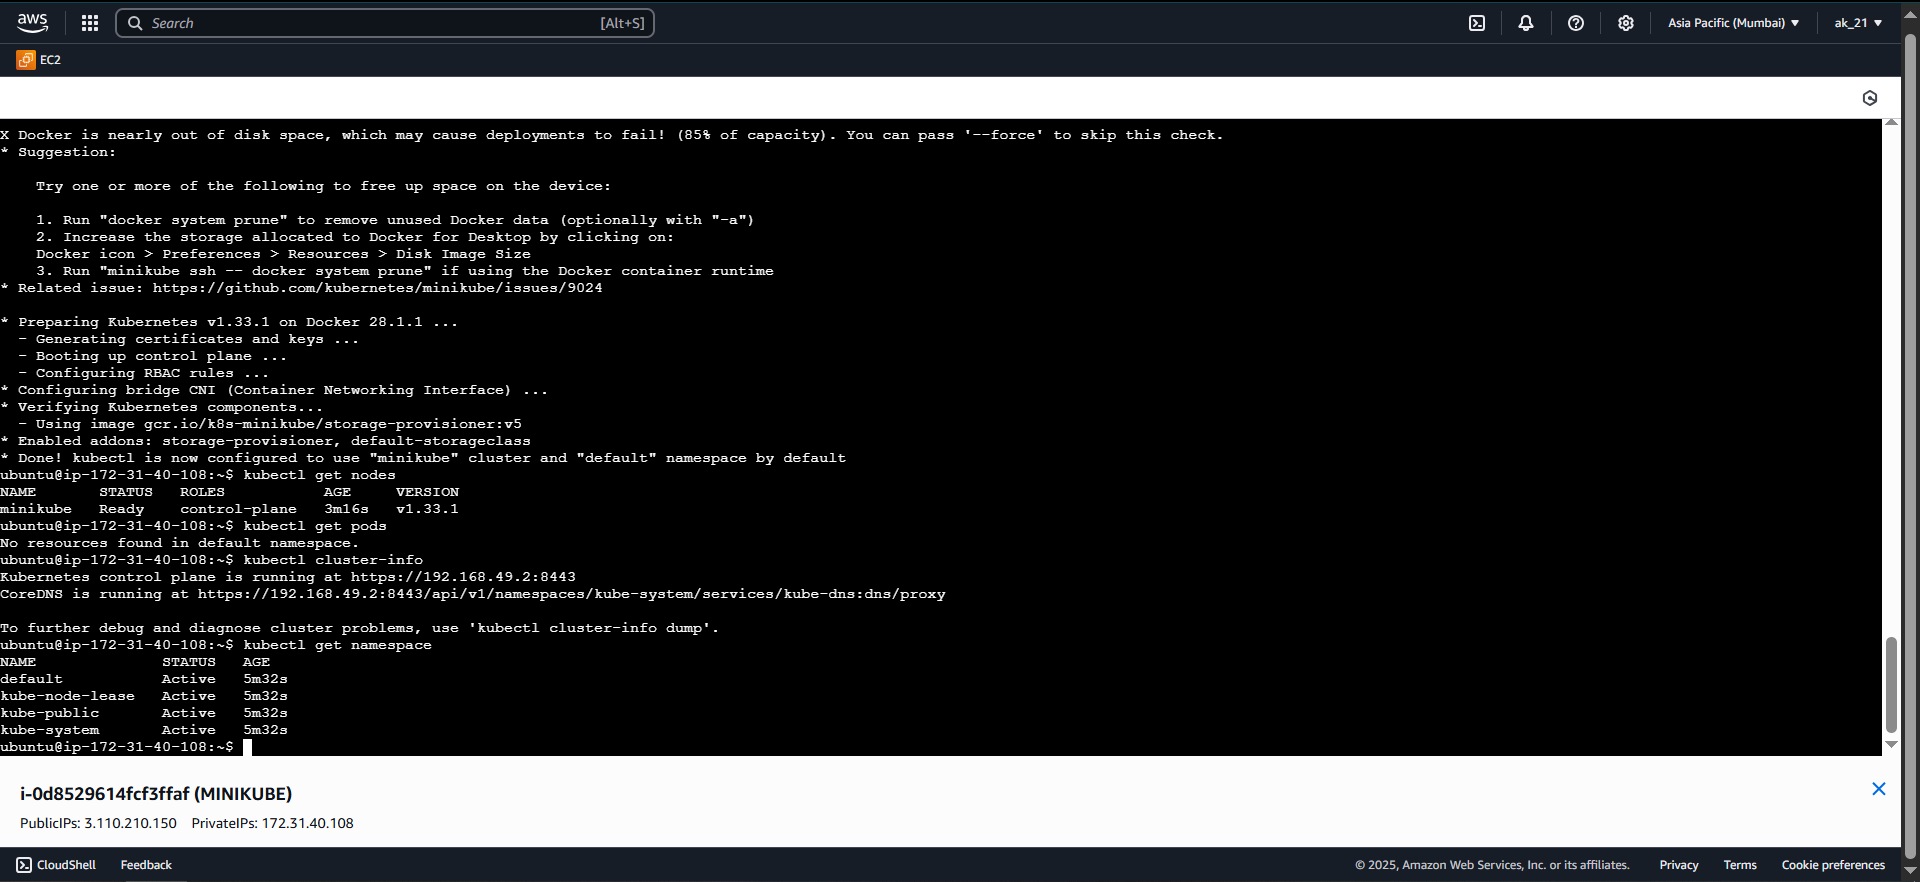 aws
Search [Alt+S]
Asia Pacific (Mumbai) ▼
ak_21 ▼
EC2
X Docker is nearly out of disk space, which may cause deployments to fail! (85% of capacity). You can pass '--force' to skip this check.
* Suggestion:
Try one or more of the following to free up space on the device:
1. Run "docker system prune" to remove unused Docker data (optionally with "-a")
2. Increase the storage allocated to Docker for Desktop by clicking on:
Docker icon > Preferences > Resources > Disk Image Size
3. Run "minikube ssh -- docker system prune" if using the Docker container runtime
* Related issue: https://github.com/kubernetes/minikube/issues/9024
* Preparing Kubernetes v1.33.1 on Docker 28.1.1 ...
- Generating certificates and keys ...
- Booting up control plane ...
- Configuring RBAC rules ...
* Configuring bridge CNI (Container Networking Interface) ...
* Verifying Kubernetes components...
- Using image gcr.io/k8s-minikube/storage-provisioner:v5
* Enabled addons: storage-provisioner, default-storageclass
* Done! kubectl is now configured to use "minikube" cluster and "default" namespace by default
ubuntu@ip-172-31-40-108:~$ kubectl get nodes
NAME STATUS ROLES AGE VERSION
minikube Ready control-plane 3m16s v1.33.1
ubuntu@ip-172-31-40-108:~$ kubectl get pods
No resources found in default namespace.
ubuntu@ip-172-31-40-108:~$ kubectl cluster-info
Kubernetes control plane is running at https://192.168.49.2:8443
CoreDNS is running at https://192.168.49.2:8443/api/v1/namespaces/kube-system/services/kube-dns:dns/proxy
To further debug and diagnose cluster problems, use 'kubectl cluster-info dump'.
ubuntu@ip-172-31-40-108:~$ kubectl get namespace
NAME STATUS AGE
default Active 5m32s
kube-node-lease Active 5m32s
kube-public Active 5m32s
kube-system Active 5m32s
ubuntu@ip-172-31-40-108:~$
i-0d8529614fcf3ffaf (MINIKUBE)
PublicIPs: 3.110.210.150 PrivateIPs: 172.31.40.108
CloudShell Feedback © 2025, Amazon Web Services, Inc. or its affiliates. Privacy Terms Cookie preferences